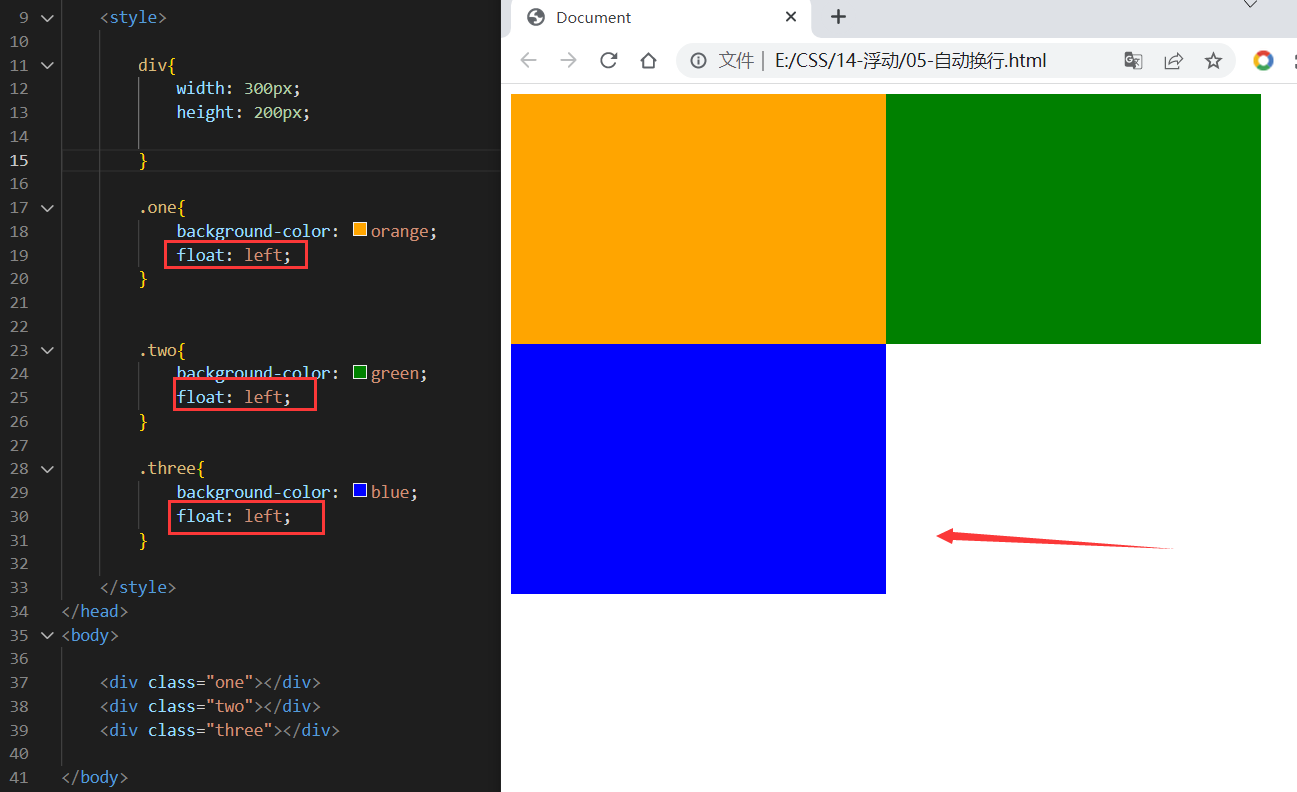 9 <style>
10
11 div{
12 width: 300px;
13 height: 200px;
14
15 }
16
17 .one{
18 background-color: orange;
19 float: left;
20 }
21
22
23 .two{
24 background-color: green;
25 float: left;
26 }
27
28 .three{
29 background-color: blue;
30 float: left;
31 }
32
33 </style>
34 </head>
35 <body>
36
37 <div class="one"></div>
38 <div class="two"></div>
39 <div class="three"></div>
40
41 </body>
Document
文件 | E:/CSS/14-浮动/05-自动换行.html